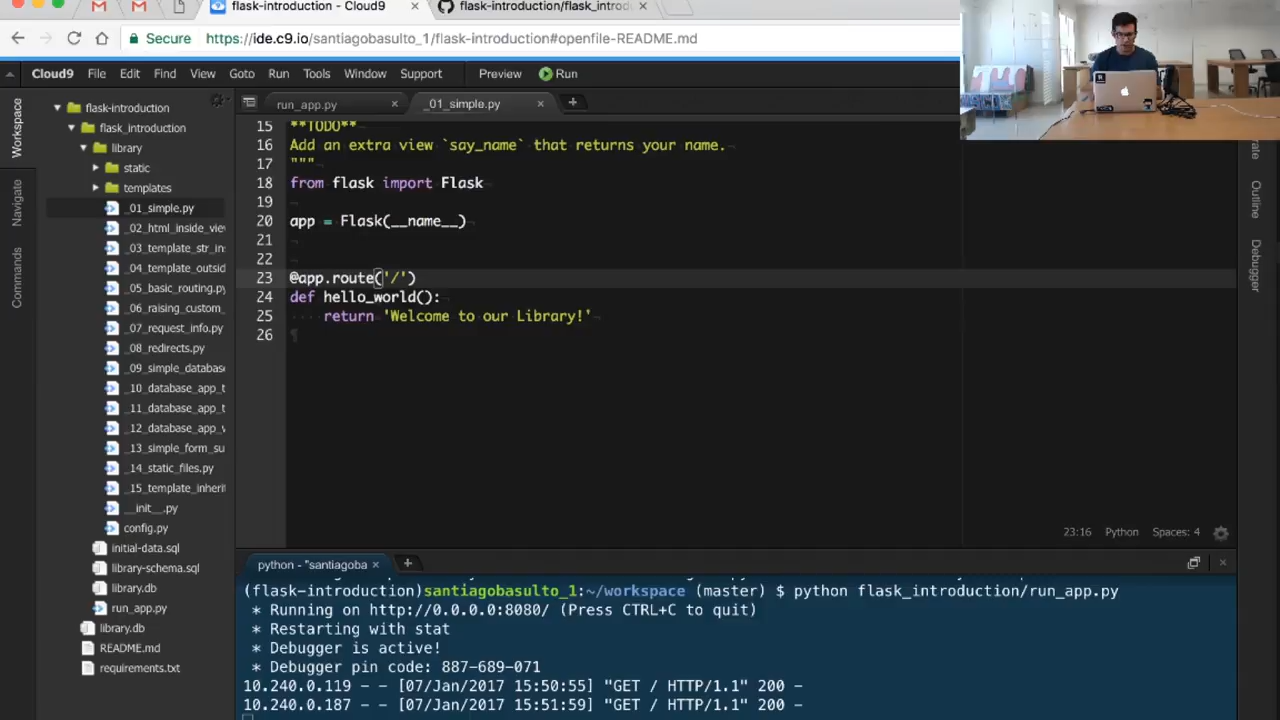 flask-introduction - Cloud9
flask-introduction/flask_introdu
Secure
https://ide.c9.io/santiagobasulto_1/flask-introduction#openfile-README.md
Cloud9 File Edit Find View Goto Run Tools Window Support Preview Run
Workspace
Navigate
Commands
flask-introduction
flask_introduction
library
static
templates
_01_simple.py
_02_html_inside_viev
_03_template_str_in
_04_template_outsid
_05_basic_routing.py
_06_raising_custom_
_07_request_info.py
_08_redirects.py
_09_simple_database
_10_database_app_t
_11_database_app_t
_12_database_app_v
_13_simple_form_su
_14_static_files.py
_15_template_inherit
__init__.py
config.py
initial-data.sql
library-schema.sql
library.db
run_app.py
library.db
README.md
requirements.txt
run_app.py
_01_simple.py
15 **TODO**
16 Add an extra view `say_name` that returns your name.
17 """
18 from flask import Flask
19
20 app = Flask(__name__)
21
22
23 @app.route('/')
24 def hello_world():
25 return 'Welcome to our Library!'
26
23:16 Python Spaces: 4
Outline
Debugger
python - "santiagoba
(flask-introduction)santiagobasulto_1:~/workspace (master) $ python flask_introduction/run_app.py
* Running on http://0.0.0.0:8080/ (Press CTRL+C to quit)
* Restarting with stat
* Debugger is active!
* Debugger pin code: 887-689-071
10.240.0.119 - - [07/Jan/2017 15:50:55] "GET / HTTP/1.1" 200 -
10.240.0.187 - - [07/Jan/2017 15:51:59] "GET / HTTP/1.1" 200 -